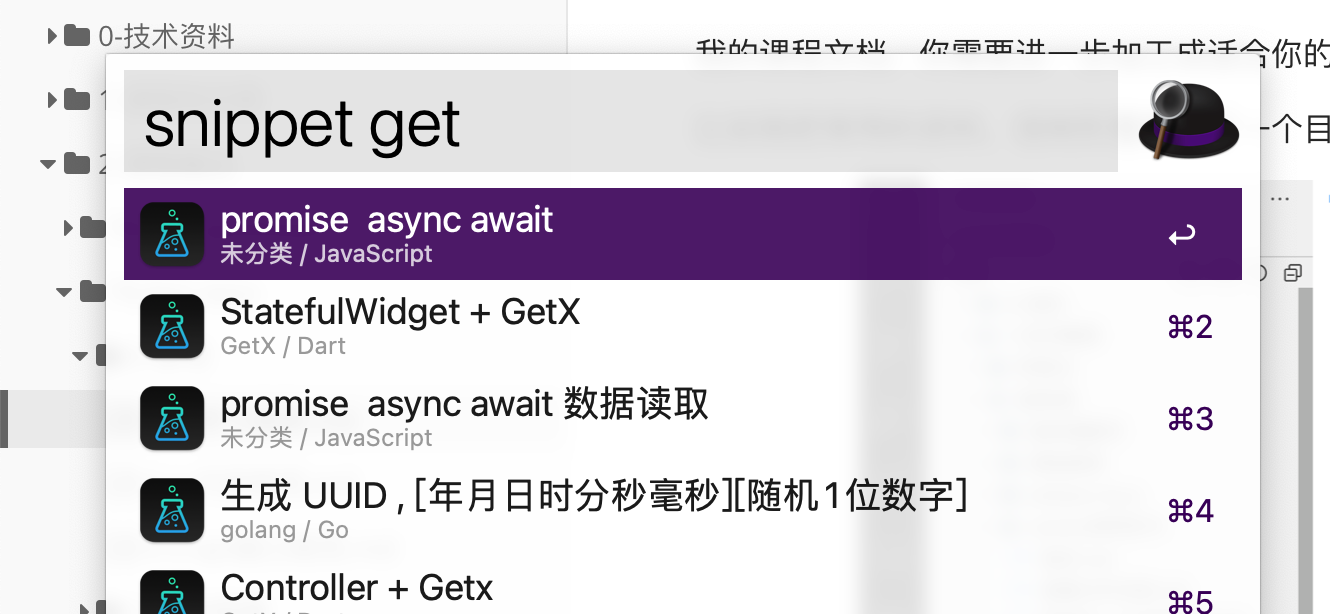 0-技术资料
我的课程文档，你需要进一步加工成适合你的
1
snippet get
一个目
2
promise  async await
未分类 / JavaScript
StatefulWidget + GetX
GetX / Dart
⌘2
promise  async await 数据读取
未分类 / JavaScript
⌘3
生成 UUID , [年月日时分秒毫秒][随机1位数字]
golang / Go
⌘4
Controller + Getx
⌘5